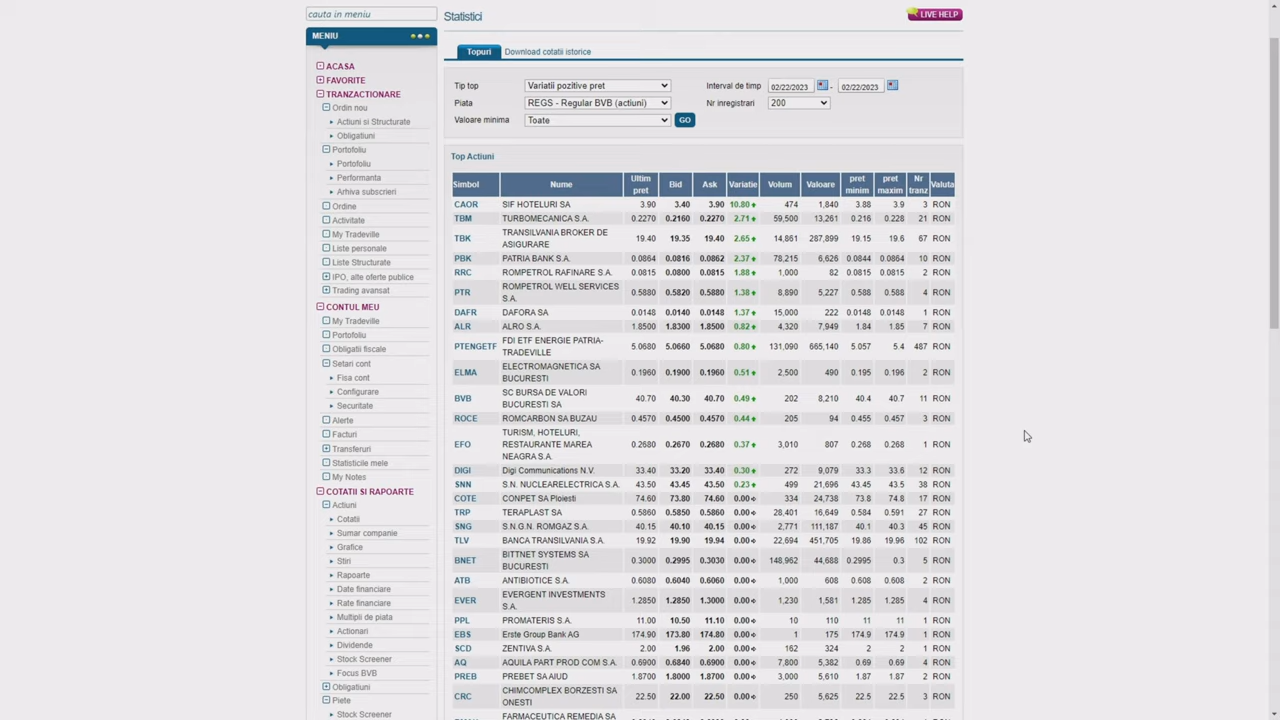 cauta in meniu
Statistici
LIVE HELP
MENIU
Topuri Download cotatii istorice
ACASA
FAVORITE
TRANZACTIONARE
Ordin nou
Actiuni si Structurate
Obligatiuni
Portofoliu
Portofoliu
Performanta
Arhiva subscrieri
Ordine
Activitate
My Tradeville
Liste personale
Liste Structurate
IPO, alte oferte publice
Trading avansat
CONTUL MEU
My Tradeville
Portofoliu
Obligatii fiscale
Setari cont
Fisa cont
Configurare
Securitate
Alerte
Facturi
Transferuri
Statisticile mele
My Notes
COTATII SI RAPOARTE
Actiuni
Cotatii
Sumar companie
Grafice
Stiri
Rapoarte
Date financiare
Rate financiare
Multipli de piata
Actionari
Dividende
Stock Screener
Focus BVB
Obligatiuni
Piete
Stock Screener
Tip top Variatii pozitive pret Interval de timp 02/22/2023 - 02/22/2023
Piata REGS - Regular BVB (actiuni) Nr inregistrari 200
Valoare minima Toate GO
Top Actiuni
Simbol Nume Ultim pret Bid Ask Variatie Volum Valoare pret minim pret maxim Nr tranz Valuta
CAOR SIF HOTELURI SA 3.90 3.40 3.90 10.80 474 1,840 3.88 3.9 3 RON
TBM TURBOMECANICA S.A. 0.2270 0.2160 0.2270 2.71 59,500 13,261 0.216 0.228 21 RON
TBK TRANSILVANIA BROKER DE ASIGURARE 19.40 19.35 19.40 2.65 14,861 287,899 19.15 19.6 67 RON
PBK PATRIA BANK S.A. 0.0864 0.0816 0.0862 2.37 78,215 6,626 0.0844 0.0864 10 RON
RRC ROMPETROL RAFINARE S.A. 0.0815 0.0800 0.0815 1.88 1,000 82 0.0815 0.0815 2 RON
PTR ROMPETROL WELL SERVICES S.A. 0.5880 0.5820 0.5880 1.38 8,890 5,227 0.588 0.588 4 RON
DAFR DAFORA SA 0.0148 0.0140 0.0148 1.37 15,000 222 0.0148 0.0148 1 RON
ALR ALRO S.A. 1.8500 1.8300 1.8500 0.82 4,320 7,949 1.84 1.85 7 RON
PTENGETF FDI ETF ENERGIE PATRIA-TRADEVILLE 5.0680 5.0660 5.0680 0.80 131,090 665,140 5.057 5.4 487 RON
ELMA ELECTROMAGNETICA SA BUCURESTI 0.1960 0.1900 0.1960 0.51 2,500 490 0.195 0.196 2 RON
BVB SC BURSA DE VALORI BUCURESTI SA 40.70 40.30 40.70 0.49 202 8,210 40.4 40.7 11 RON
ROCE ROMCARBON SA BUZAU 0.4570 0.4500 0.4570 0.44 205 94 0.455 0.457 3 RON
EFO TURISM, HOTELURI, RESTAURANTE MAREA NEAGRA S.A. 0.2680 0.2670 0.2680 0.37 3,010 807 0.268 0.268 1 RON
DIGI Digi Communications N.V. 33.40 33.20 33.40 0.30 272 9,079 33.3 33.6 12 RON
SNN S.N. NUCLEARELECTRICA S.A. 43.50 43.45 43.50 0.23 499 21,696 43.45 43.5 38 RON
COTE CONPET SA Ploiesti 74.60 73.80 74.60 0.00 334 24,738 73.8 74.8 17 RON
TRP TERAPLAST SA 0.5860 0.5850 0.5860 0.00 28,401 16,649 0.584 0.591 27 RON
SNG S.N.G.N. ROMGAZ S.A. 40.15 40.10 40.15 0.00 2,771 111,187 40.1 40.3 45 RON
TLV BANCA TRANSILVANIA S.A. 19.92 19.90 19.94 0.00 22,694 451,705 19.86 19.96 102 RON
BNET BITTNET SYSTEMS SA BUCURESTI 0.3000 0.2995 0.3030 0.00 148,962 44,688 0.2995 0.3 5 RON
ATB ANTIBIOTICE S.A. 0.6080 0.6040 0.6060 0.00 1,000 608 0.608 0.608 2 RON
EVER EVERGENT INVESTMENTS S.A. 1.2850 1.2850 1.3000 0.00 1,230 1,581 1.285 1.285 4 RON
PPL PROMATERIS S.A. 11.00 10.50 11.10 0.00 10 110 11 11 1 RON
EBS Erste Group Bank AG 174.90 173.80 174.80 0.00 1 175 174.9 174.9 1 RON
SCD ZENTIVA S.A. 2.00 1.96 2.00 0.00 162 324 2 2 1 RON
AQ AQUILA PART PROD COM S.A. 0.6900 0.6840 0.6900 0.00 7,800 5,382 0.69 0.69 4 RON
PREB PREBET SA AIUD 1.8700 1.8000 1.8700 0.00 3,000 5,610 1.87 1.87 2 RON
CRC CHIMCOMPLEX BORZESTI SA ONESTI 22.50 22.00 22.50 0.00 250 5,625 22.5 22.5 1 RON
FARMACEUTICA REMEDIA SA